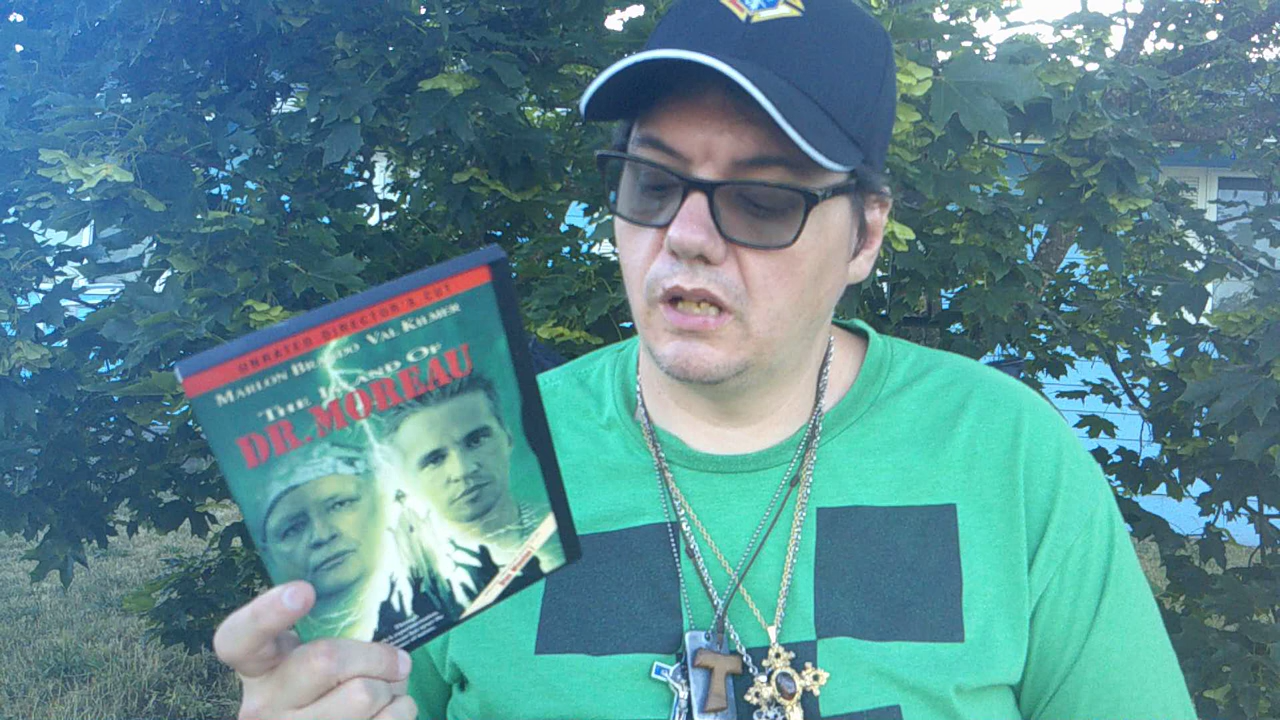 UNRATED DIRECTOR'S CUT
MARLON BRANDO VAL KILMER
THE ISLAND OF
DR. MOREAU